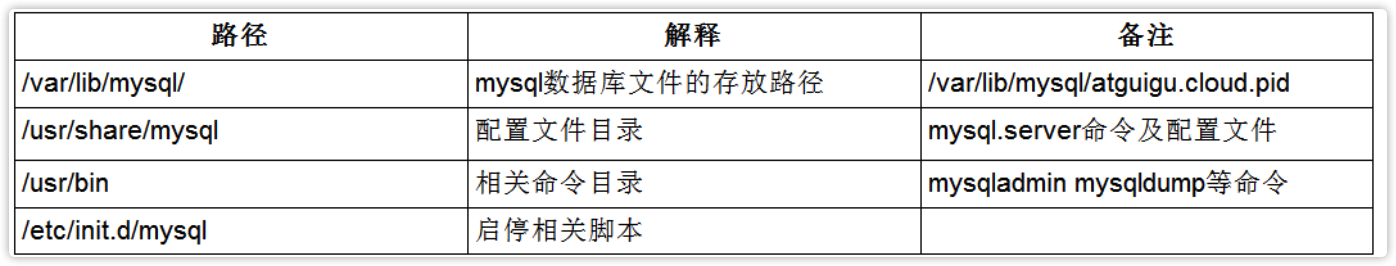 路径 解释 备注
/var/lib/mysql/ mysql数据库文件的存放路径 /var/lib/mysql/atguigu.cloud.pid
/usr/share/mysql 配置文件目录 mysql.server命令及配置文件
/usr/bin 相关命令目录 mysqladmin mysqldump等命令
/etc/init.d/mysql 启停相关脚本